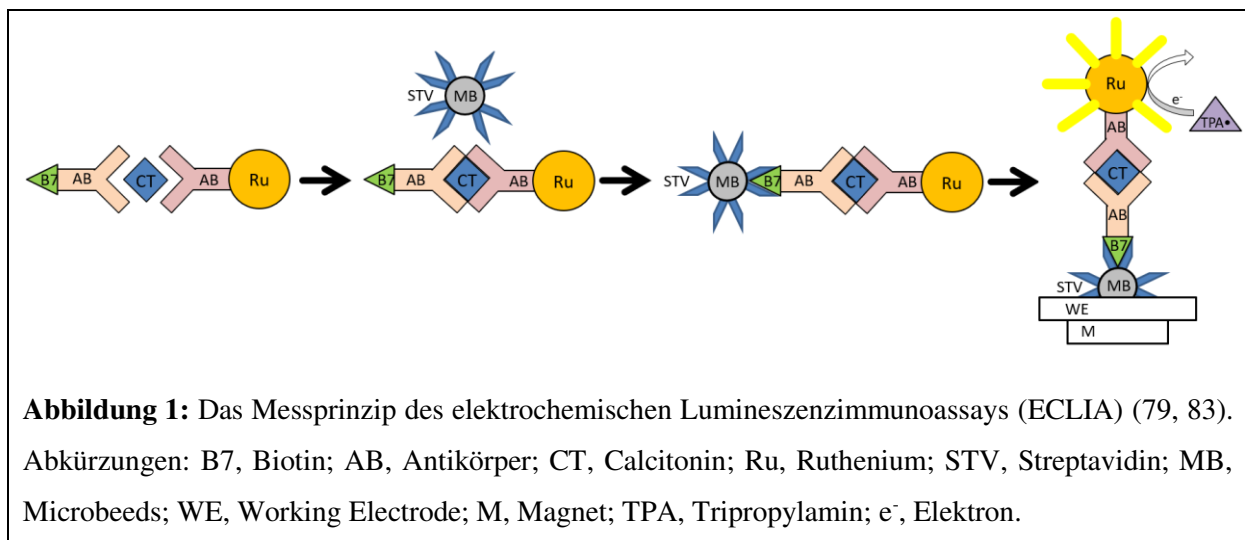 B7 AB CT AB Ru
STV MB
B7 AB CT AB Ru
STV MB B7 AB CT AB Ru
Ru
e-
TPA•
AB
CT
AB
B7
STV MB
WE
M
Abbildung 1: Das Messprinzip des elektrochemischen Lumineszenzimmunoassays (ECLIA) (79, 83).
Abkürzungen: B7, Biotin; AB, Antikörper; CT, Calcitonin; Ru, Ruthenium; STV, Streptavidin; MB,
Microbeeds; WE, Working Electrode; M, Magnet; TPA, Tripropylamin; e-, Elektron.